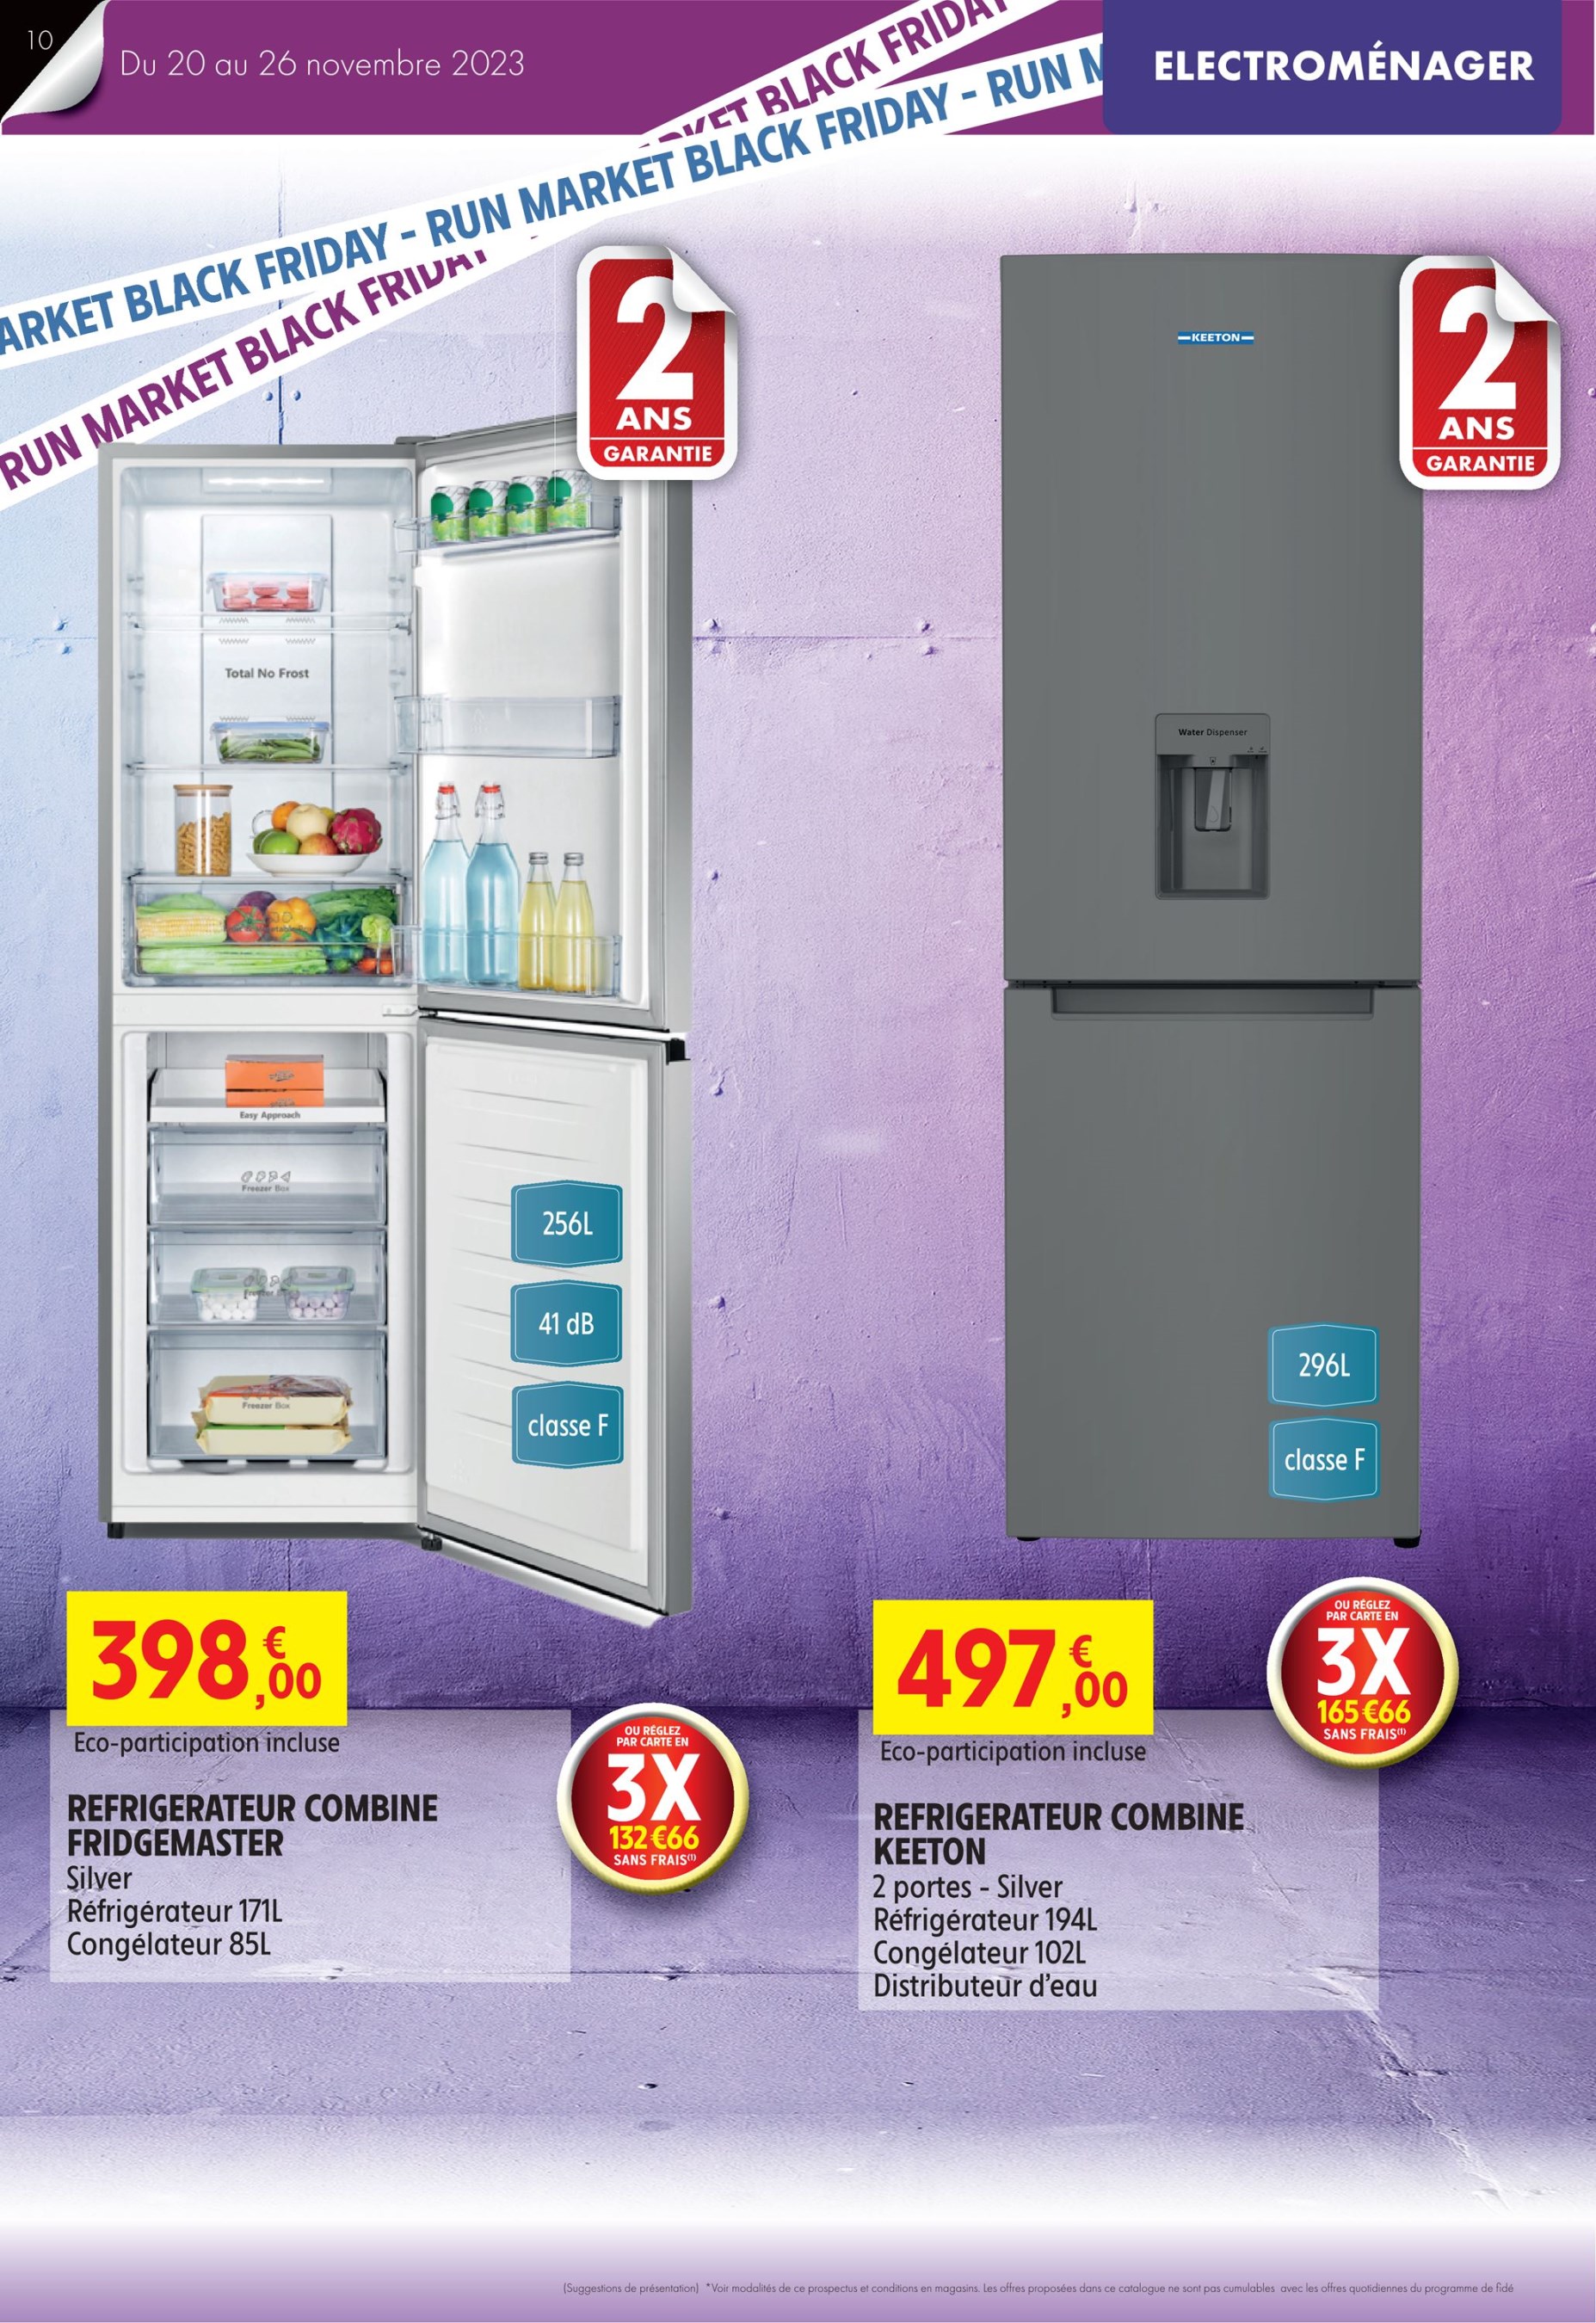 10
Du 20 au 26 novembre 2023
ELECTROMÉNAGER
BLACK FRIDAY
MARKET BLACK FRIDAY - RUN MARKET BLACK FRIDAY - RUN M
RUN MARKET BLACK FRIDAY
2
ANS
GARANTIE
2
ANS
GARANTIE
KEETON
Total No Frost
Water Dispenser
Easy Approach
Freezer Box
Freezer Box
256L
41 dB
classe F
296L
classe F
398,€00
Eco-participation incluse
REFRIGERATEUR COMBINE
FRIDGEMASTER
Silver
Réfrigérateur 171L
Congélateur 85L
OU RÉGLEZ
PAR CARTE EN
3X
132€66
SANS FRAIS(1)
497,€00
Eco-participation incluse
REFRIGERATEUR COMBINE
KEETON
2 portes - Silver
Réfrigérateur 194L
Congélateur 102L
Distributeur d'eau
OU RÉGLEZ
PAR CARTE EN
3X
165€66
SANS FRAIS(1)
(Suggestions de présentation) *Voir modalités de ce prospectus et conditions en magasins. Les offres proposées dans ce catalogue ne sont pas cumulables avec les offres quotidiennes du programme de fidé